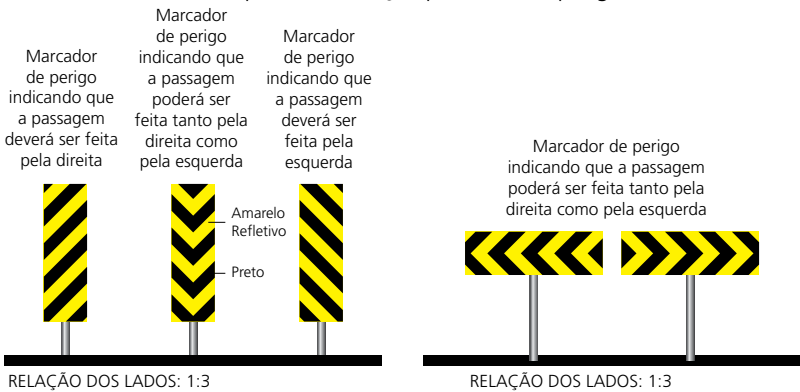 Marcador
de perigo
indicando que
a passagem
deverá ser feita
pela direita
Marcador
de perigo
indicando que
a passagem
poderá ser
feita tanto pela
direita como
pela esquerda
Marcador
de perigo
indicando que
a passagem
deverá ser
feita pela
esquerda
Amarelo
Refletivo
Preto
RELAÇÃO DOS LADOS: 1:3
Marcador de perigo
indicando que a passagem
poderá ser feita tanto pela
direita como pela esquerda
RELAÇÃO DOS LADOS: 1:3